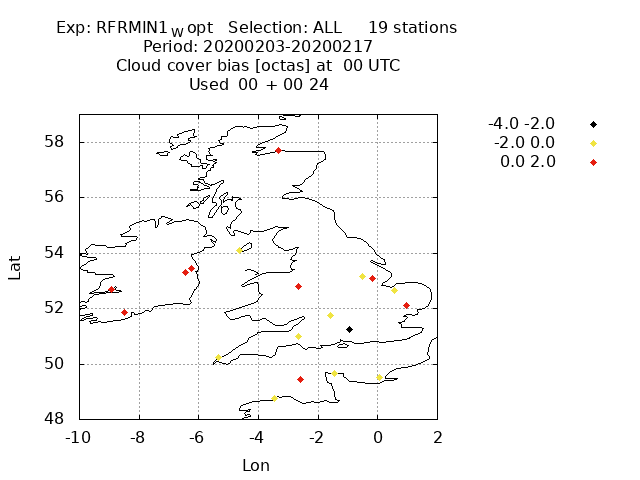 Exp: RFRMIN1W opt Selection: ALL 19 stations
Period: 20200203-20200217
Cloud cover bias [octas] at 00 UTC
Used 00 + 00 24
-4.0 -2.0
-2.0 0.0
0.0 2.0
58
56
54
52
50
48
Lat
-10 -8 -6 -4 -2 0 2
Lon